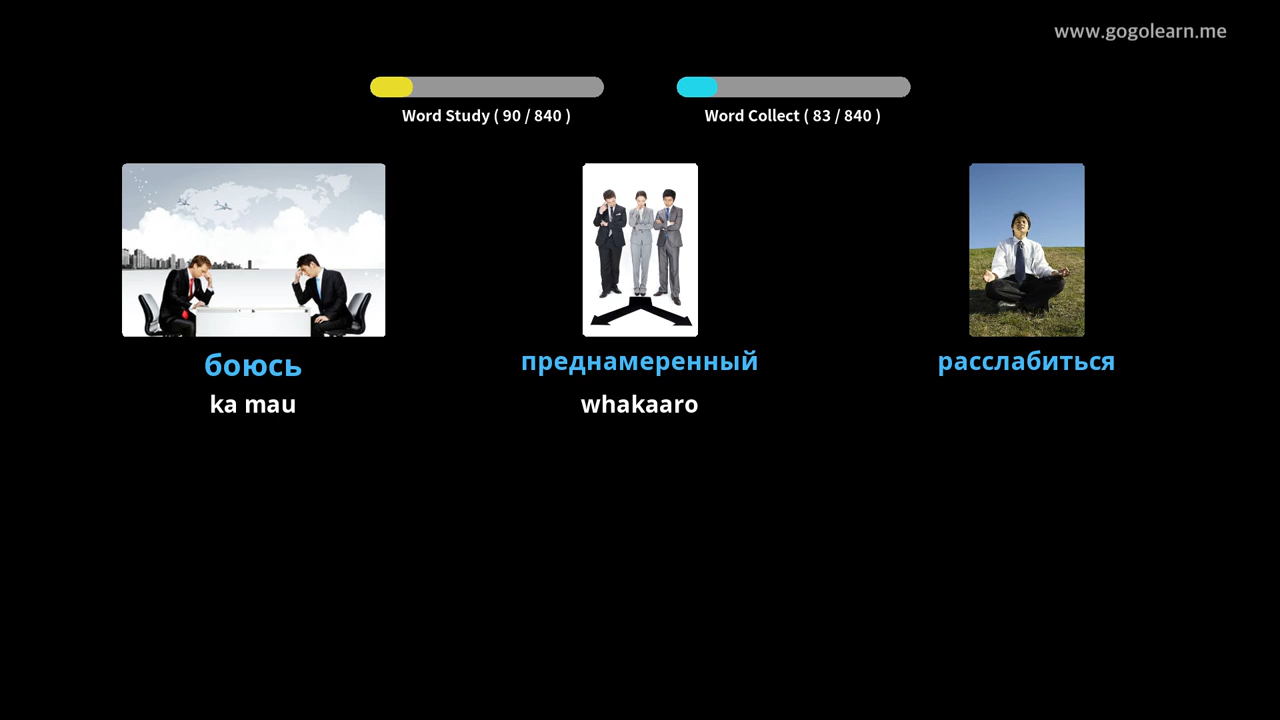 www.gogolearn.me
Word Study ( 90 / 840 )
Word Collect ( 83 / 840 )
боюсь
преднамеренный
расслабиться
ka mau
whakaaro